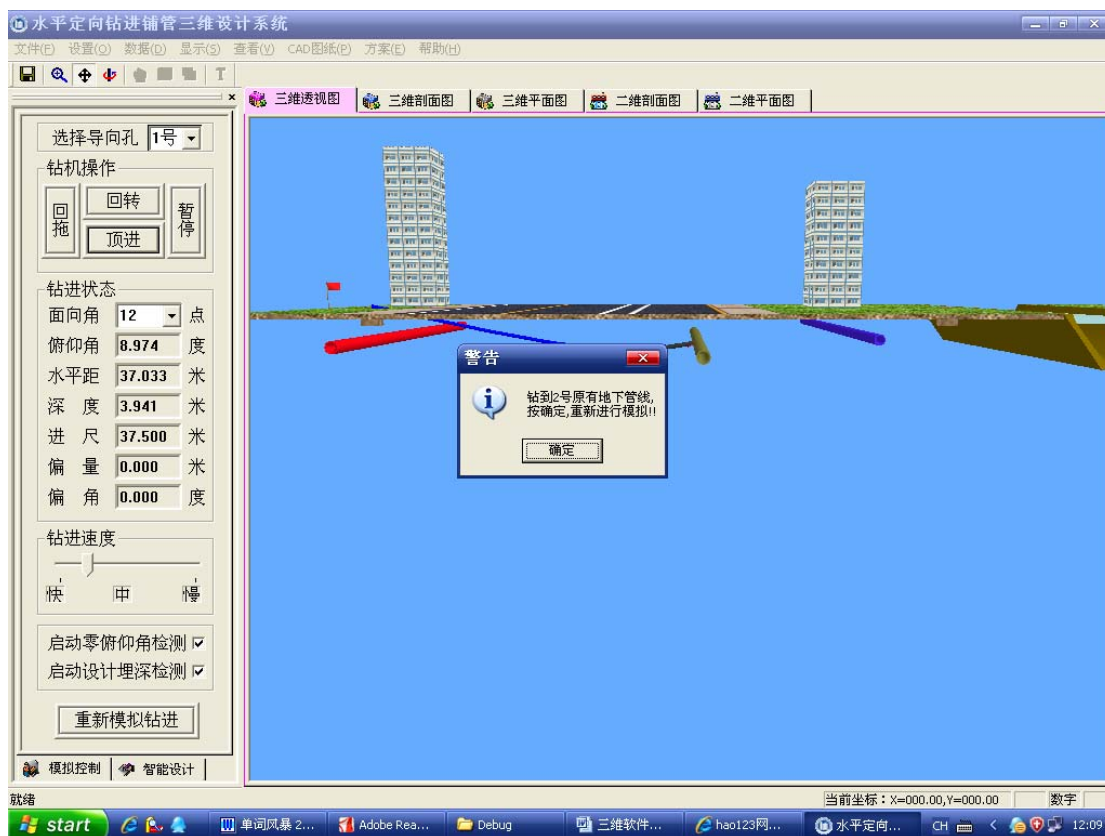 水平定向钻进铺管三维设计系统
文件(F) 设置(O) 数据(D) 显示(S) 查看(V) CAD图纸(P) 方案(E) 帮助(H)
T
三维透视图 三维剖面图 三维平面图 二维剖面图 二维平面图
选择导向孔 1号
钻机操作
回拖 回转 暂停
顶进
钻进状态
面向角 12 点
俯仰角 8.974 度
水平距 37.033 米
深 度 3.941 米
进 尺 37.500 米
偏 量 0.000 米
偏 角 0.000 度
钻进速度
快 中 慢
启动零俯仰角检测
启动设计埋深检测
重新模拟钻进
模拟控制 智能设计
警告
钻到2号原有地下管线,
按确定,重新进行模拟!!
确定
就绪 当前坐标：X=000.00,Y=000.00 数字
start 单词风暴 2... Adobe Rea... Debug 三维软件... hao123网... 水平定向... CH 12:09